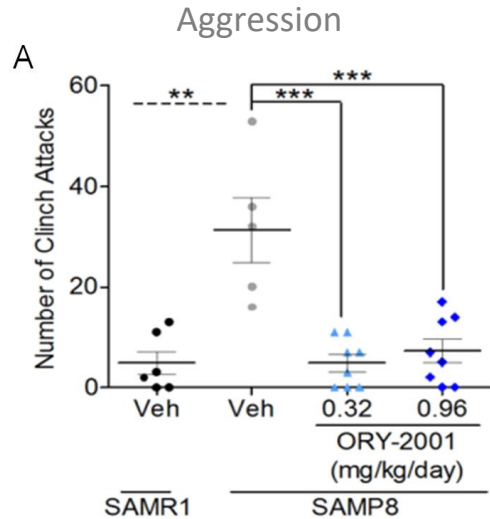 Aggression
A
Number of Clinch Attacks
60
40
20
0
**
***
***
Veh
Veh
0.32
0.96
ORY-2001
(mg/kg/day)
SAMR1
SAMP8